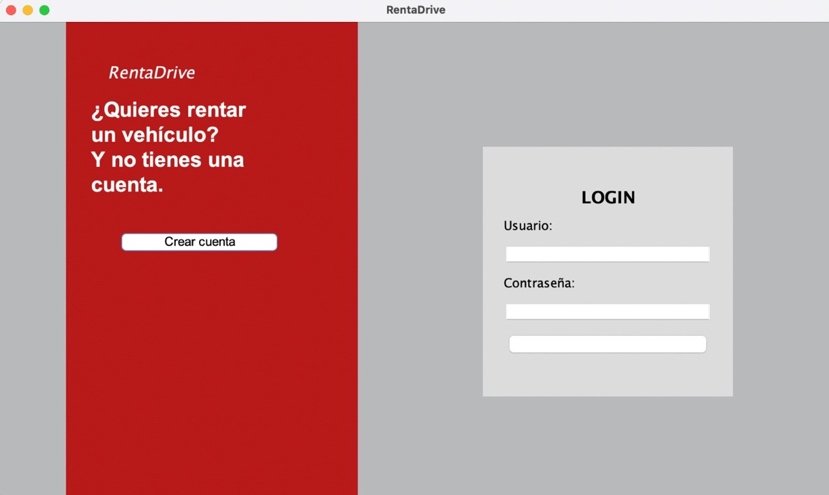 RentaDrive
RentaDrive
¿Quieres rentar
un vehículo?
Y no tienes una
cuenta.
Crear cuenta
LOGIN
Usuario:
Contraseña: